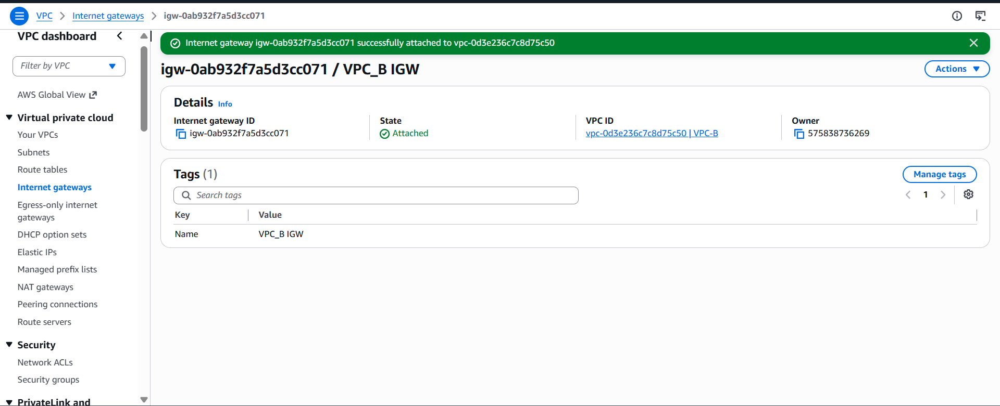 VPC > Internet gateways > igw-0ab932f7a5d3cc071
VPC dashboard
Filter by VPC
AWS Global View
Virtual private cloud
Your VPCs
Subnets
Route tables
Internet gateways
Egress-only internet
gateways
DHCP option sets
Elastic IPs
Managed prefix lists
NAT gateways
Peering connections
Route servers
Security
Network ACLs
Security groups
PrivateLink and
Internet gateway igw-0ab932f7a5d3cc071 successfully attached to vpc-0d3e236c7c8d75c50
igw-0ab932f7a5d3cc071 / VPC_B IGW
Actions
Details Info
Internet gateway ID
igw-0ab932f7a5d3cc071
State
Attached
VPC ID
vpc-0d3e236c7c8d75c50 | VPC-B
Owner
575838736269
Tags (1)
Manage tags
Search tags
1
Key Value
Name VPC_B IGW